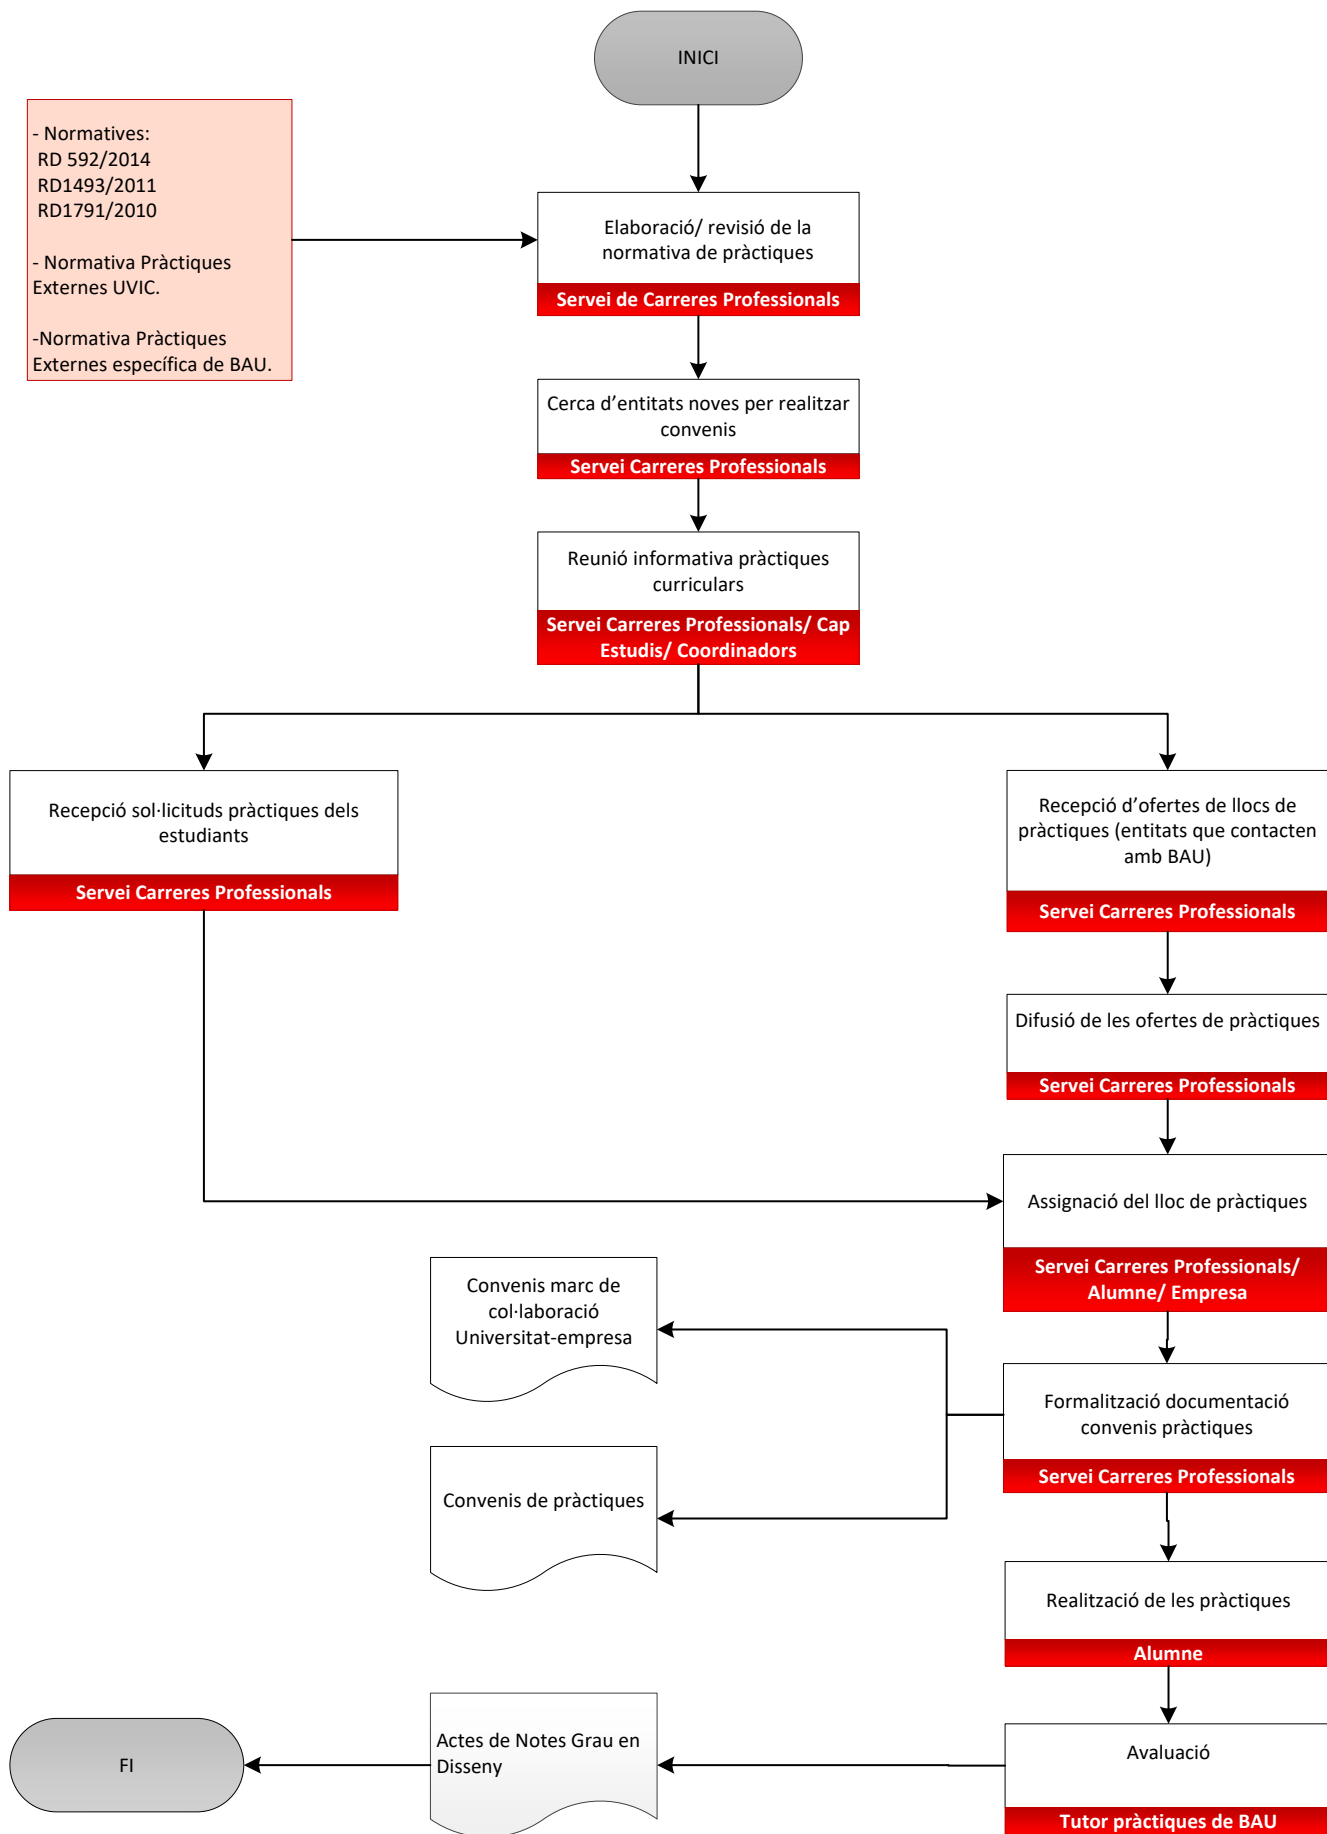 INICI
- Normatives:
RD 592/2014
RD1493/2011
RD1791/2010
- Normativa Pràctiques
Externes UVIC.
-Normativa Pràctiques
Externes específica de BAU.
Elaboració/ revisió de la
normativa de pràctiques
Servei de Carreres Professionals
Cerca d’entitats noves per realitzar
convenis
Servei Carreres Professionals
Reunió informativa pràctiques
curriculars
Servei Carreres Professionals/ Cap
Estudis/ Coordinadors
Recepció sol·licituds pràctiques dels
estudiants
Servei Carreres Professionals
Recepció d’ofertes de llocs de
pràctiques (entitats que contacten
amb BAU)
Servei Carreres Professionals
Difusió de les ofertes de pràctiques
Servei Carreres Professionals
Assignació del lloc de pràctiques
Servei Carreres Professionals/
Alumne/ Empresa
Convenis marc de
col·laboració
Universitat-empresa
Formalització documentació
convenis pràctiques
Servei Carreres Professionals
Convenis de pràctiques
Realització de les pràctiques
Alumne
Avaluació
Tutor pràctiques de BAU
Actes de Notes Grau en
Disseny
FI